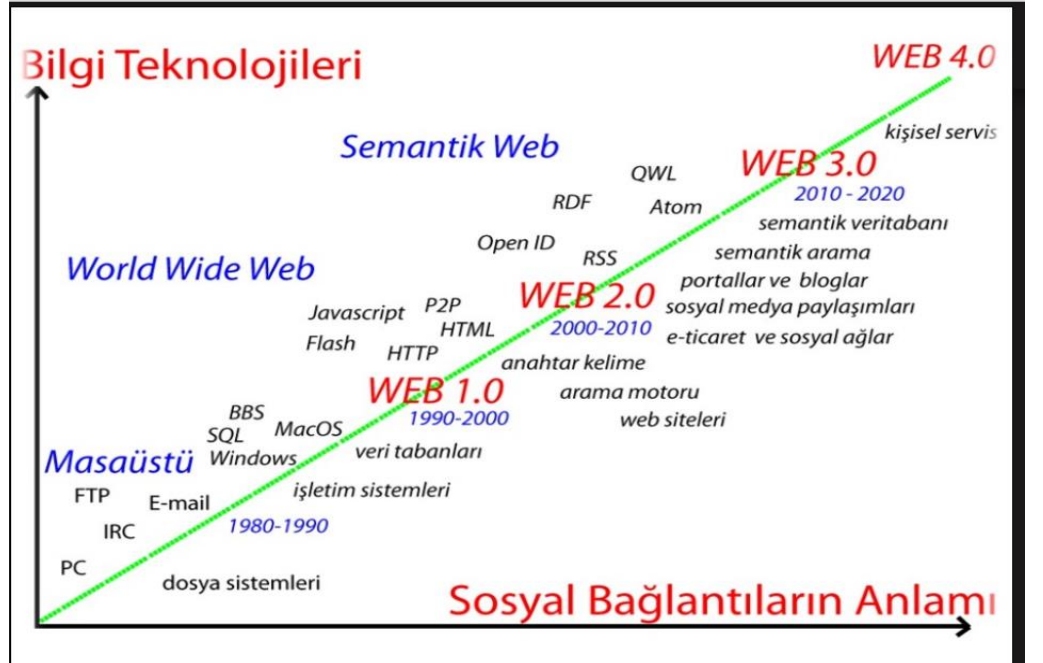 Bilgi Teknolojileri
WEB 4.0
kişisel servis
Semantik Web
WEB 3.0
QWL
2010 - 2020
RDF
Atom
semantik veritabanı
Open ID
semantik arama
RSS
World Wide Web
portallar ve bloglar
WEB 2.0
sosyal medya paylaşımları
Javascript
P2P
2000-2010
HTML
e-ticaret ve sosyal ağlar
Flash
HTTP
anahtar kelime
WEB 1.0
arama motoru
1990-2000
web siteleri
BBS
SQL
MacOS
veri tabanları
Masaüstü
Windows
işletim sistemleri
FTP
E-mail
1980-1990
IRC
PC
dosya sistemleri
Sosyal Bağlantıların Anlamı